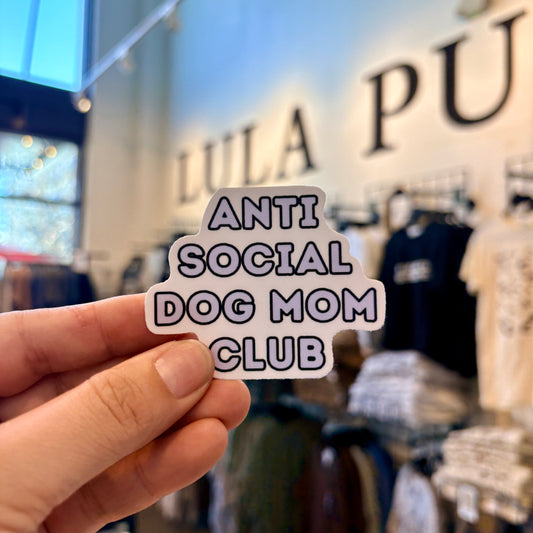 LULA PU
ANTI
SOCIAL
DOG MOM
CLUB